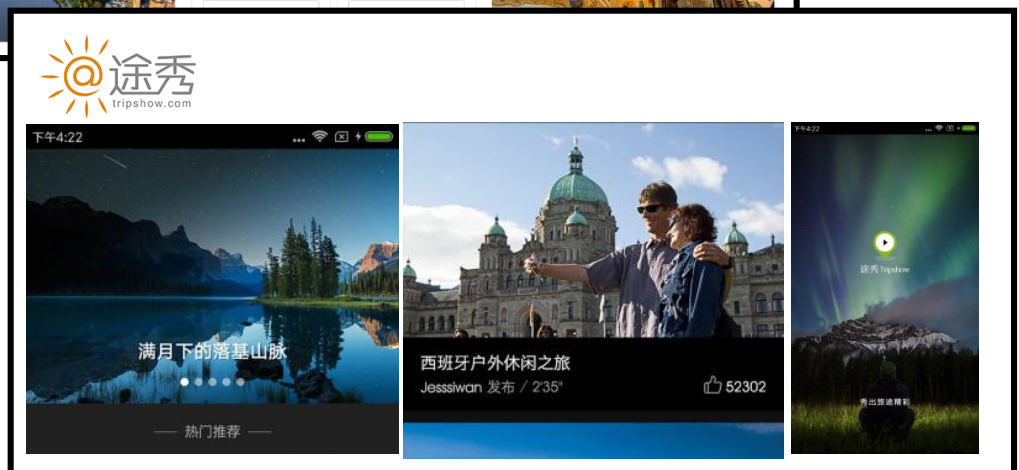 @途秀
tripshow.com
下午4:22
满月下的落基山脉
热门推荐
西班牙户外休闲之旅
Jesssiwan 发布 / 2'35"
52302
下午4:22
途秀 Tripshow
秀出旅途精彩